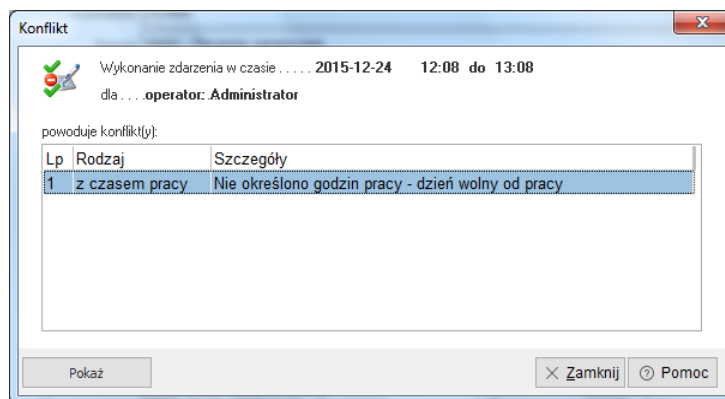 Konflikt
Wykonanie zdarzenia w czasie . . . . . 2015-12-24 12:08 do 13:08
dla . . . .operator: .Administrator
powoduje konflikt(y):
Lp Rodzaj Szczegóły
1 z czasem pracy Nie określono godzin pracy - dzień wolny od pracy
Pokaż Zamknij Pomoc